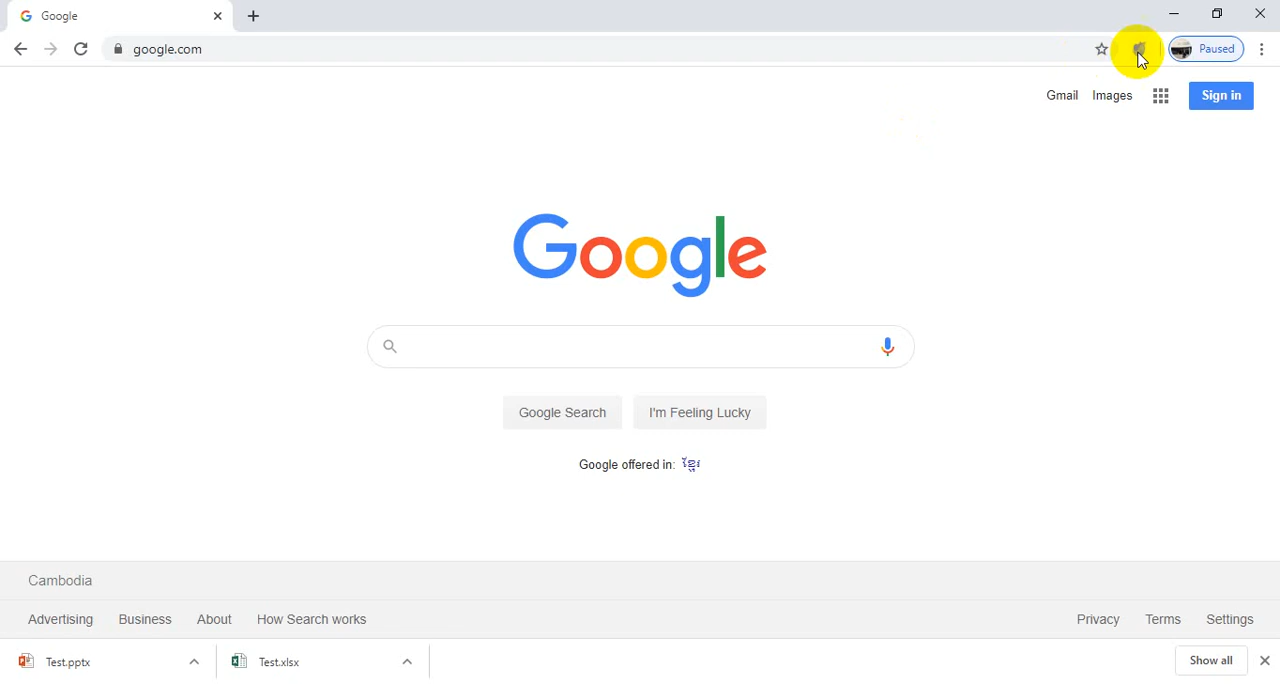 Google
google.com
Paused
Gmail Images Sign in
Google
Google Search I'm Feeling Lucky
Google offered in: ខ្មែរ
Cambodia
Advertising Business About How Search works Privacy Terms Settings
Test.pptx Test.xlsx Show all